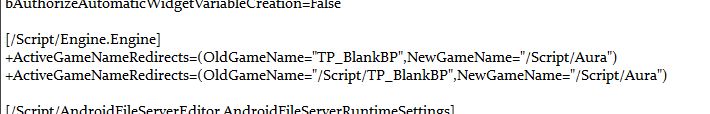 bAuthorizeAutomaticWidgetVariableCreation=False
[/Script/Engine.Engine]
+ActiveGameNameRedirects=(OldGameName="TP_BlankBP",NewGameName="/Script/Aura")
+ActiveGameNameRedirects=(OldGameName="/Script/TP_BlankBP",NewGameName="/Script/Aura")
[/Script/AndroidFileServerEditor.AndroidFileServerRuntimeSettings]